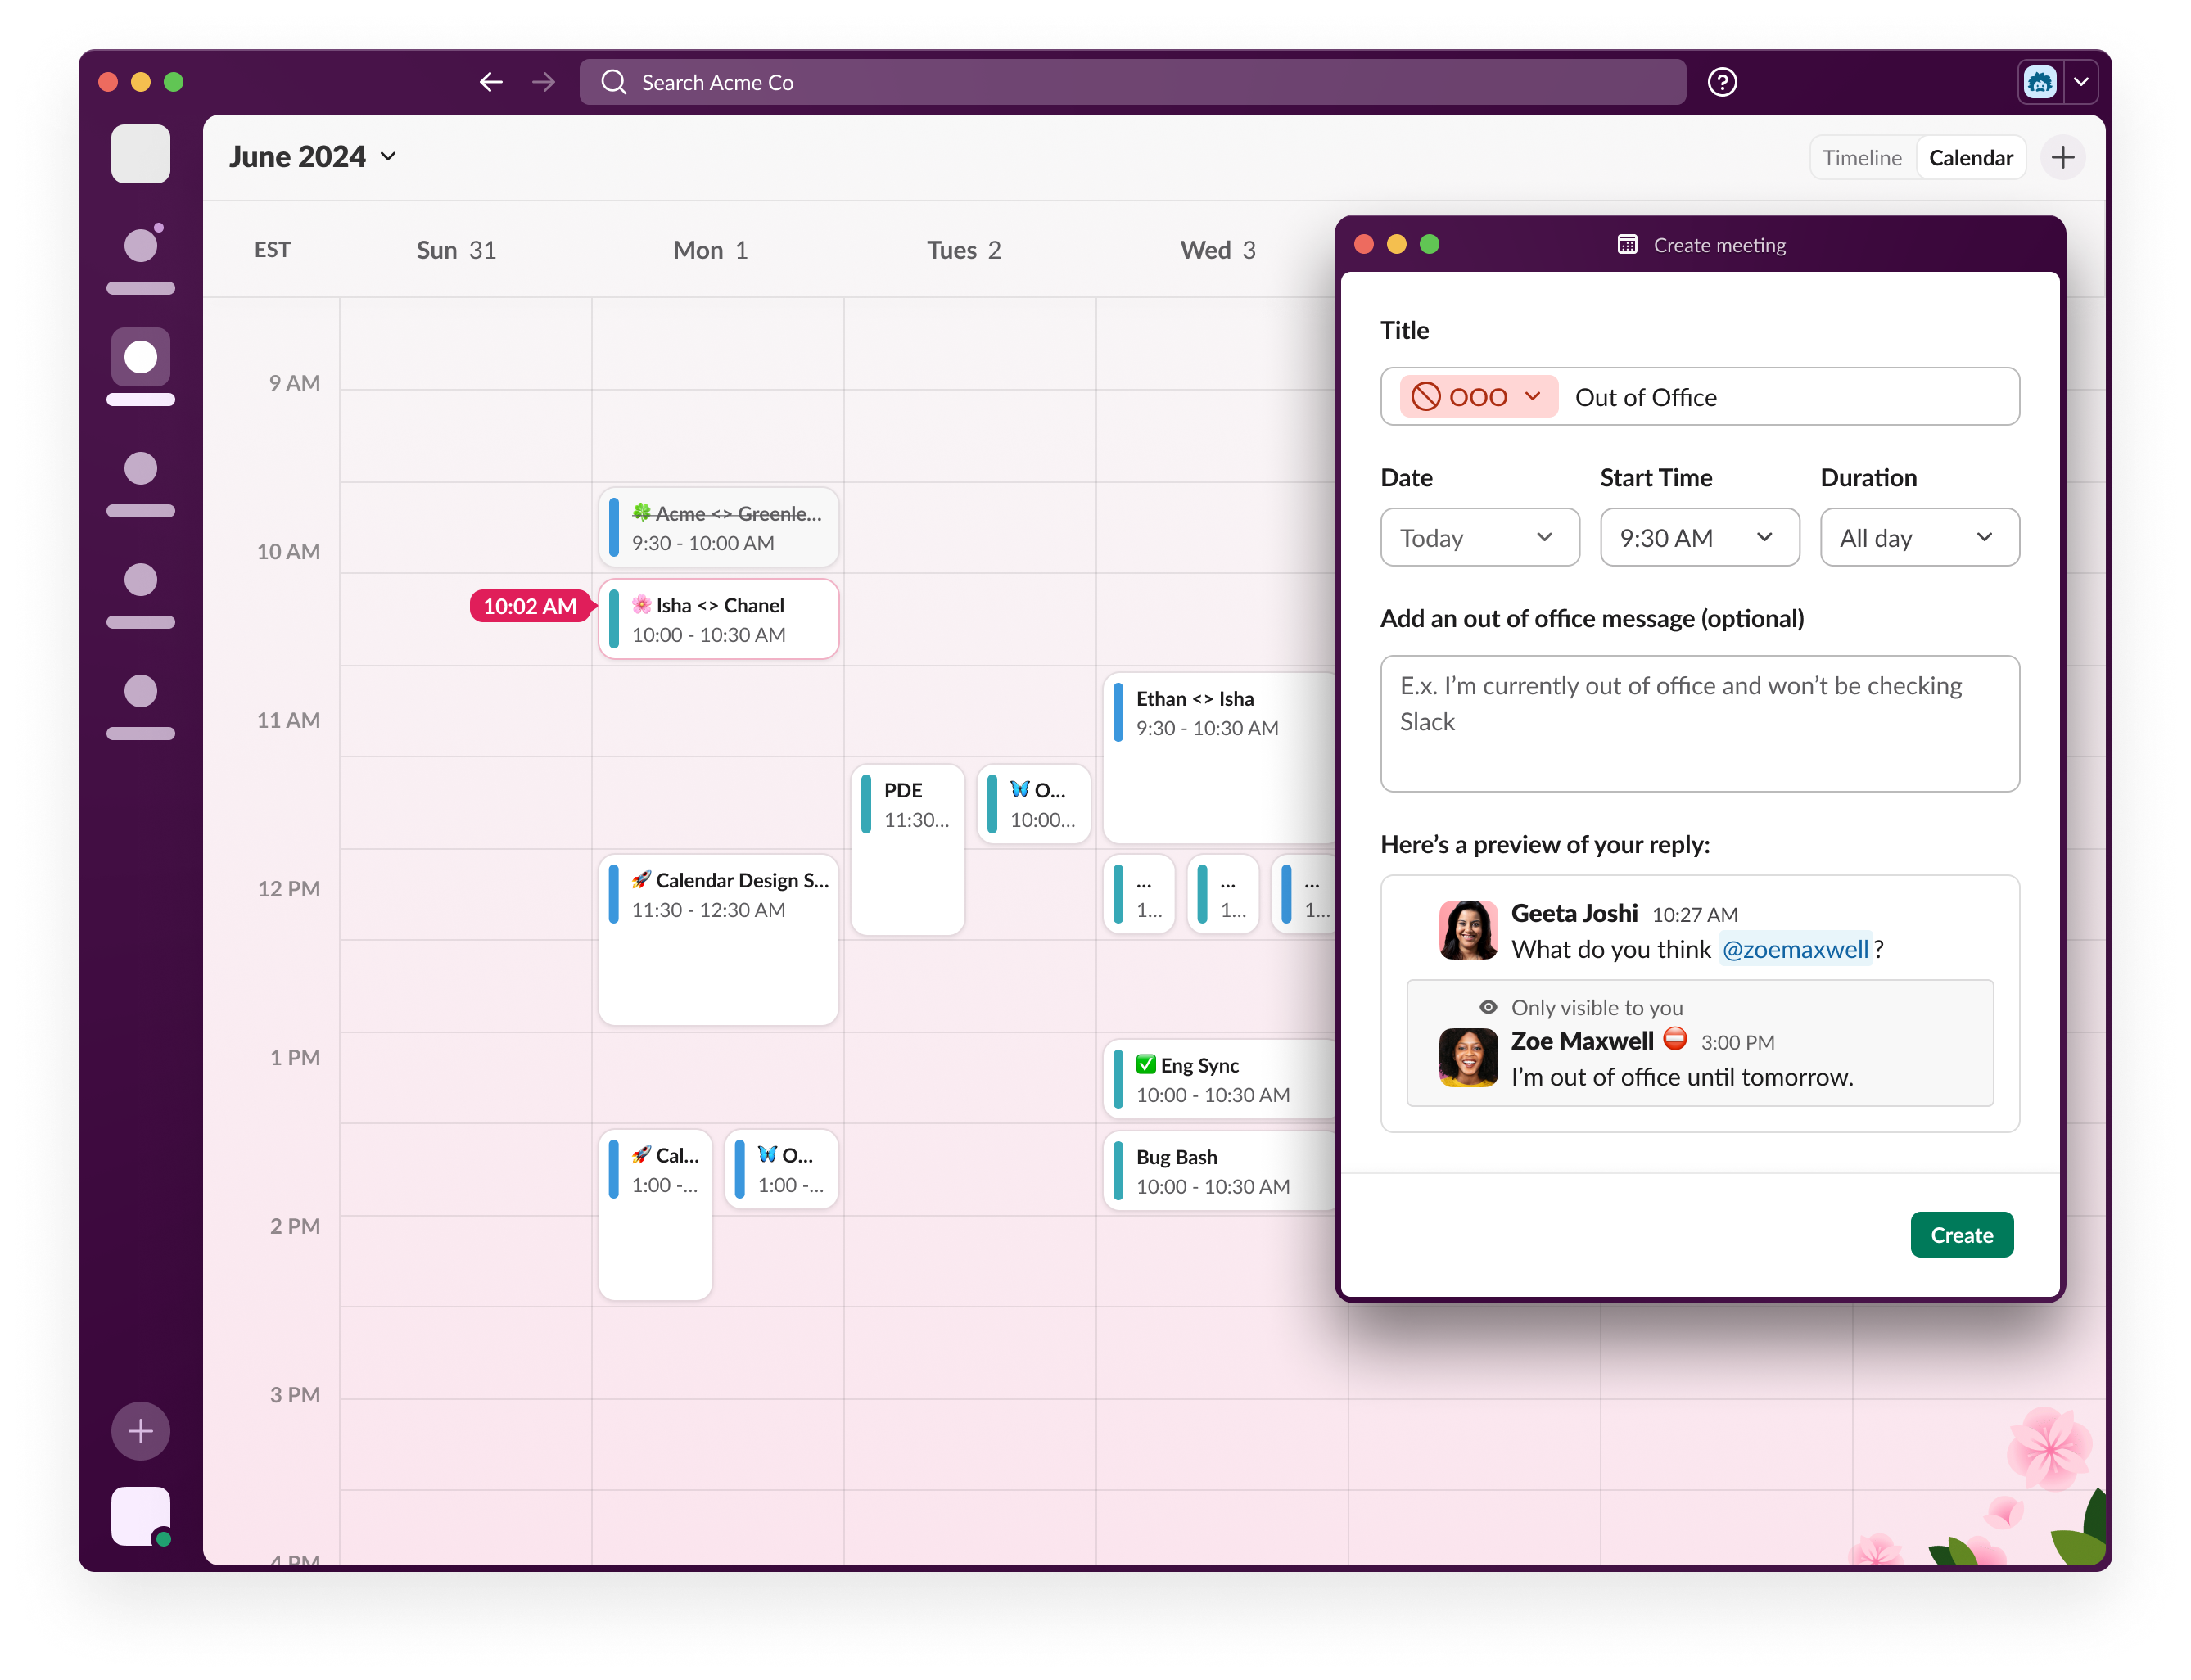 Search Acme Co
June 2024
Timeline
Calendar
EST
Sun 31
Mon 1
Tues 2
Wed 3
9 AM
10 AM
11 AM
12 PM
1 PM
2 PM
3 PM
4 PM
10:02 AM
🍀 Acme <> Greenle...
9:30 - 10:00 AM
🌸 Isha <> Chanel
10:00 - 10:30 AM
🚀 Calendar Design S...
11:30 - 12:30 AM
🚀 Cal...
1:00 -...
🦋 O...
1:00 -...
PDE
11:30...
🦋 O...
10:00...
Ethan <> Isha
9:30 - 10:30 AM
...
1...
...
1...
...
1...
✅ Eng Sync
10:00 - 10:30 AM
Bug Bash
10:00 - 10:30 AM
Create meeting
Title
OOO
Out of Office
Date
Start Time
Duration
Today
9:30 AM
All day
Add an out of office message (optional)
E.x. I’m currently out of office and won’t be checking
Slack
Here’s a preview of your reply:
Geeta Joshi 10:27 AM
What do you think @zoemaxwell ?
Only visible to you
Zoe Maxwell ⛔ 3:00 PM
I’m out of office until tomorrow.
Create